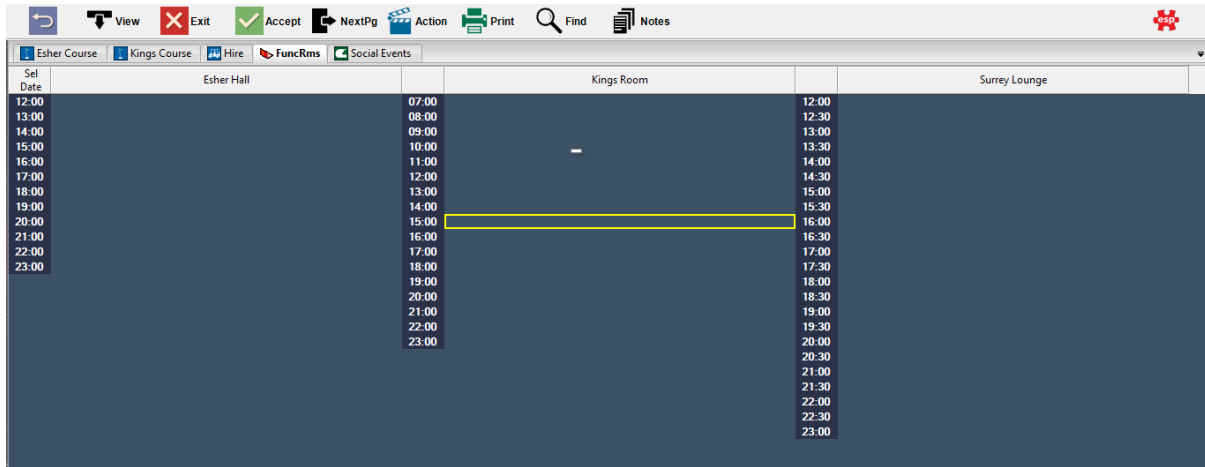 View Exit Accept NextPg Action Print Find Notes esp
Esher Course Kings Course Hire FuncRms Social Events
Sel Date Esher Hall Kings Room Surrey Lounge
12:00 07:00 12:00
13:00 08:00 12:30
14:00 09:00 13:00
15:00 10:00 13:30
16:00 11:00 14:00
17:00 12:00 14:30
18:00 13:00 15:00
19:00 14:00 15:30
20:00 15:00 16:00
21:00 16:00 16:30
22:00 17:00 17:00
23:00 18:00 17:30
19:00 18:00
20:00 18:30
21:00 19:00
22:00 19:30
23:00 20:00
20:30
21:00
21:30
22:00
22:30
23:00